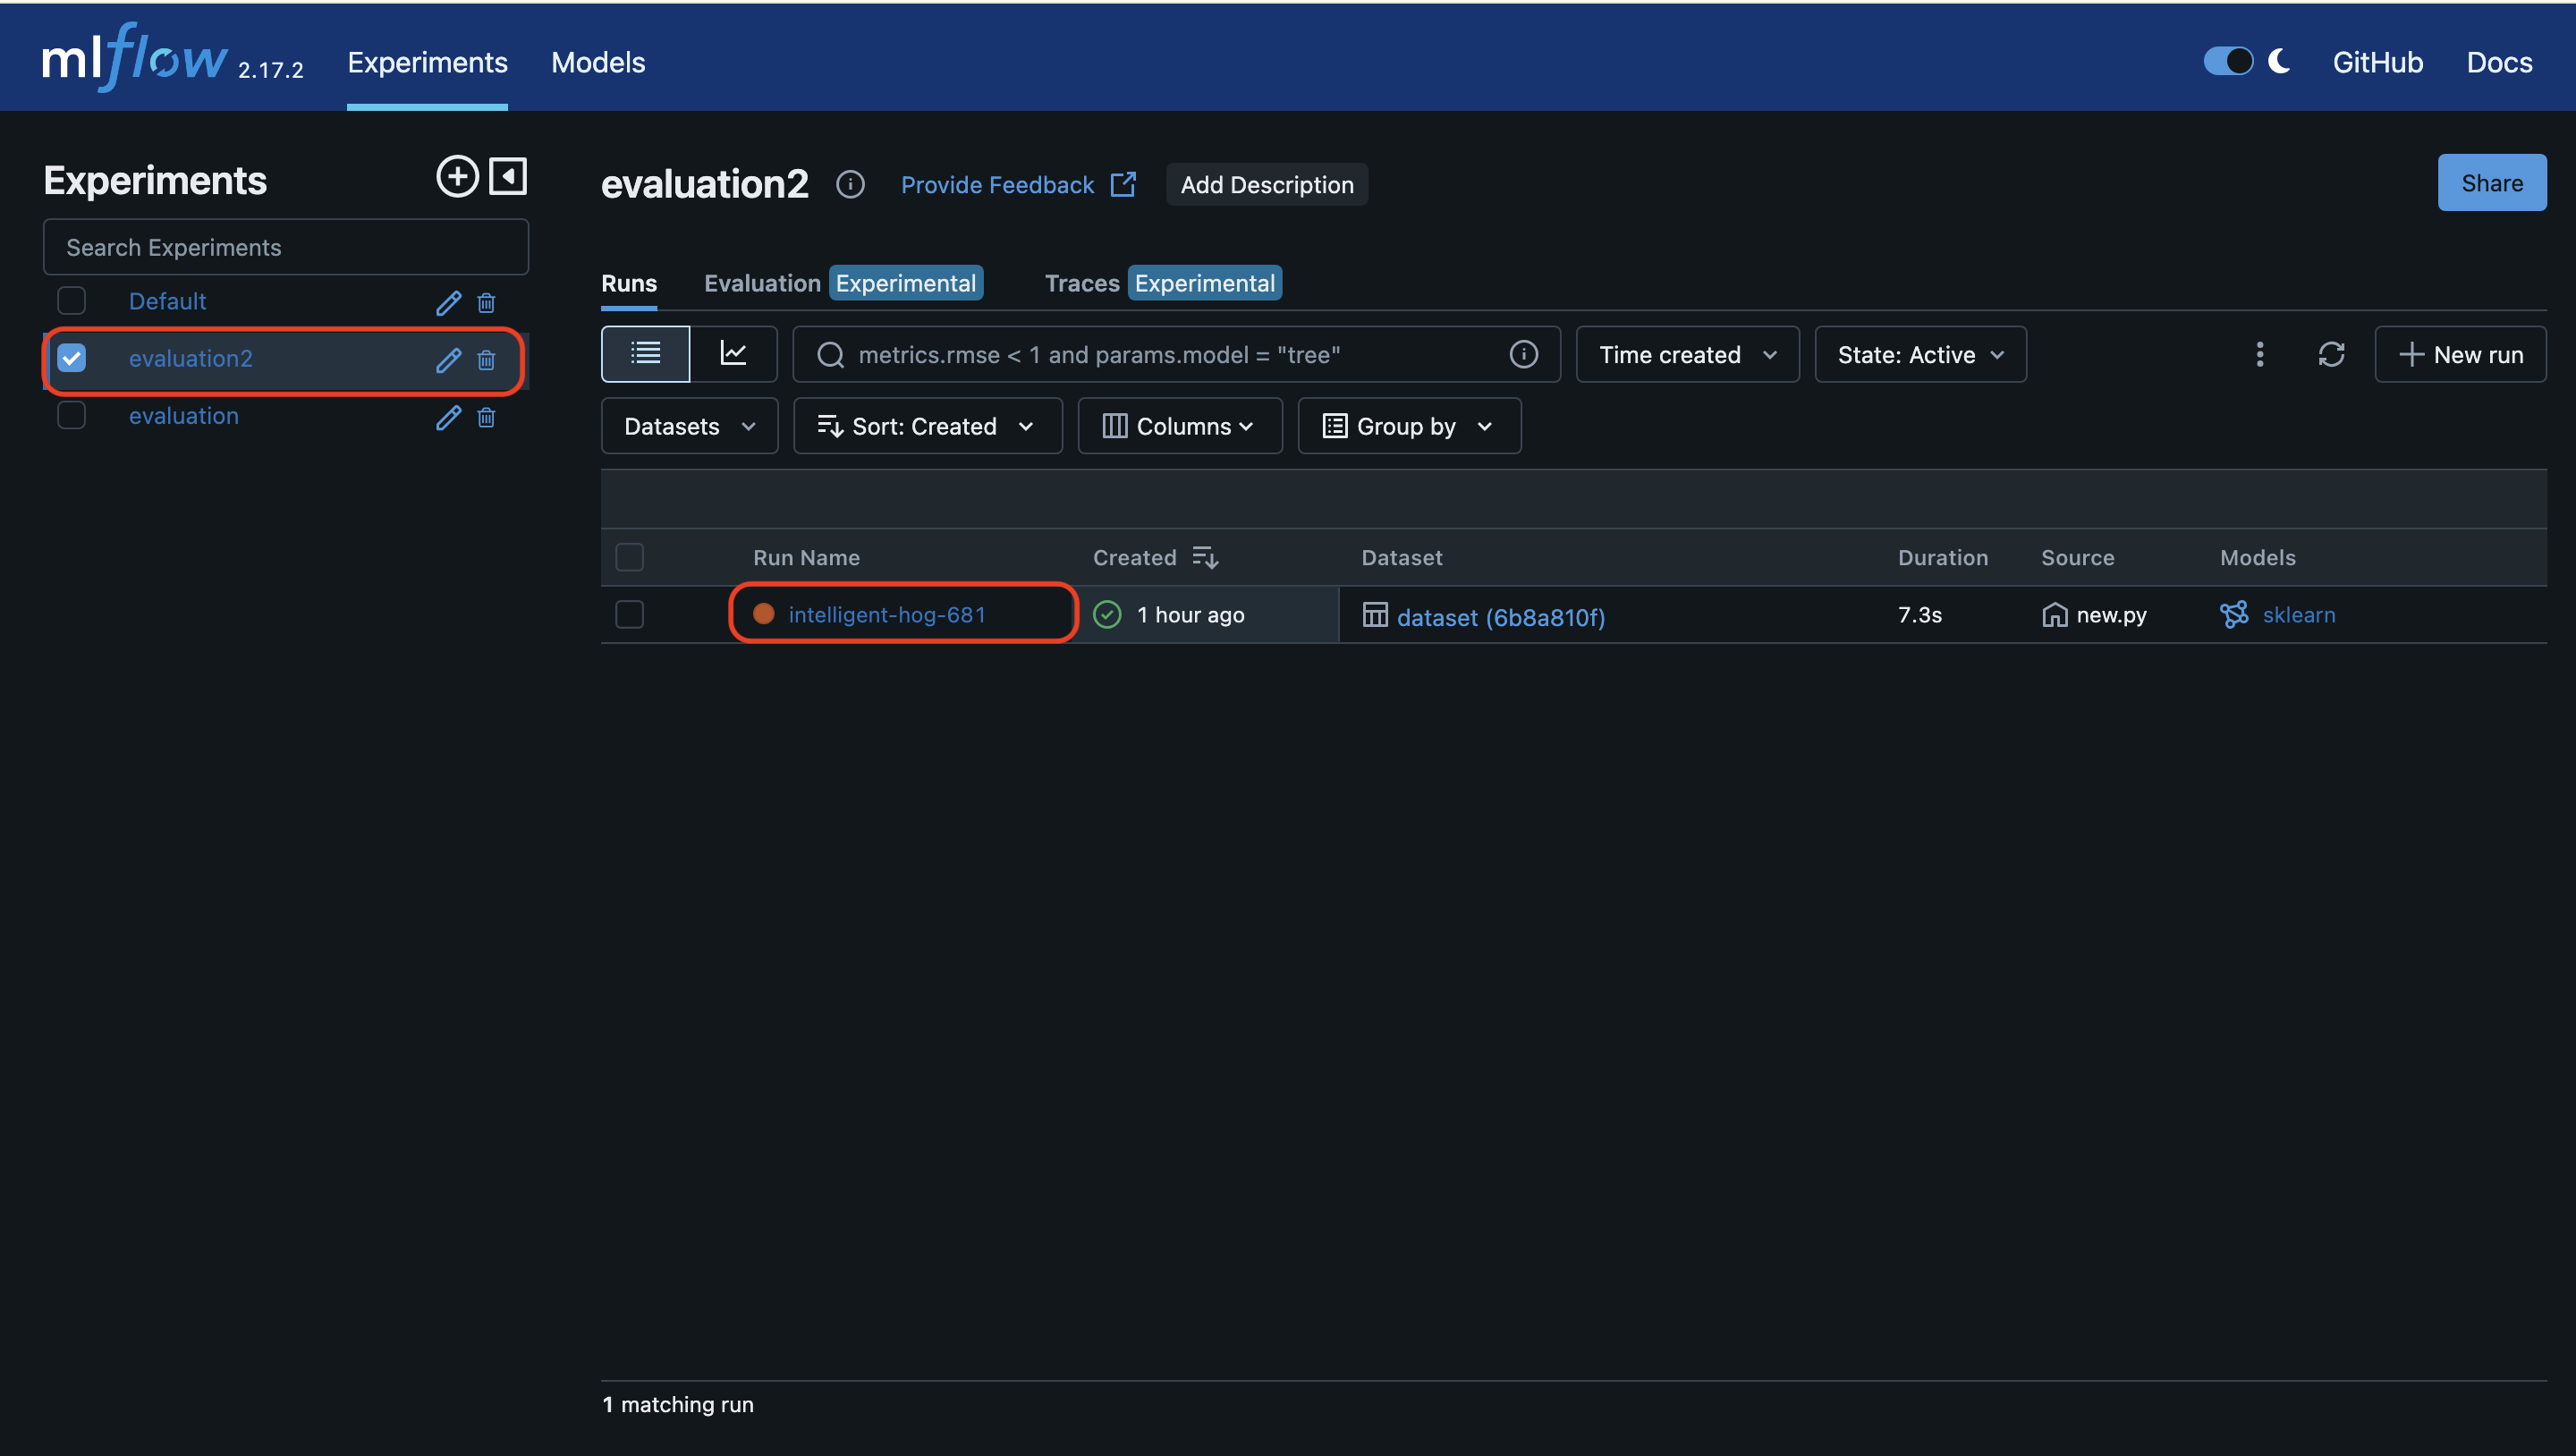 mlflow 2.17.2 Experiments Models GitHub Docs
Experiments
Search Experiments
Default
evaluation2
evaluation
evaluation2 Provide Feedback Add Description Share
Runs Evaluation Experimental Traces Experimental
metrics.rmse < 1 and params.model = "tree" Time created State: Active New run
Datasets Sort: Created Columns Group by
Run Name Created Dataset Duration Source Models
intelligent-hog-681 1 hour ago dataset (6b8a810f) 7.3s new.py sklearn
1 matching run